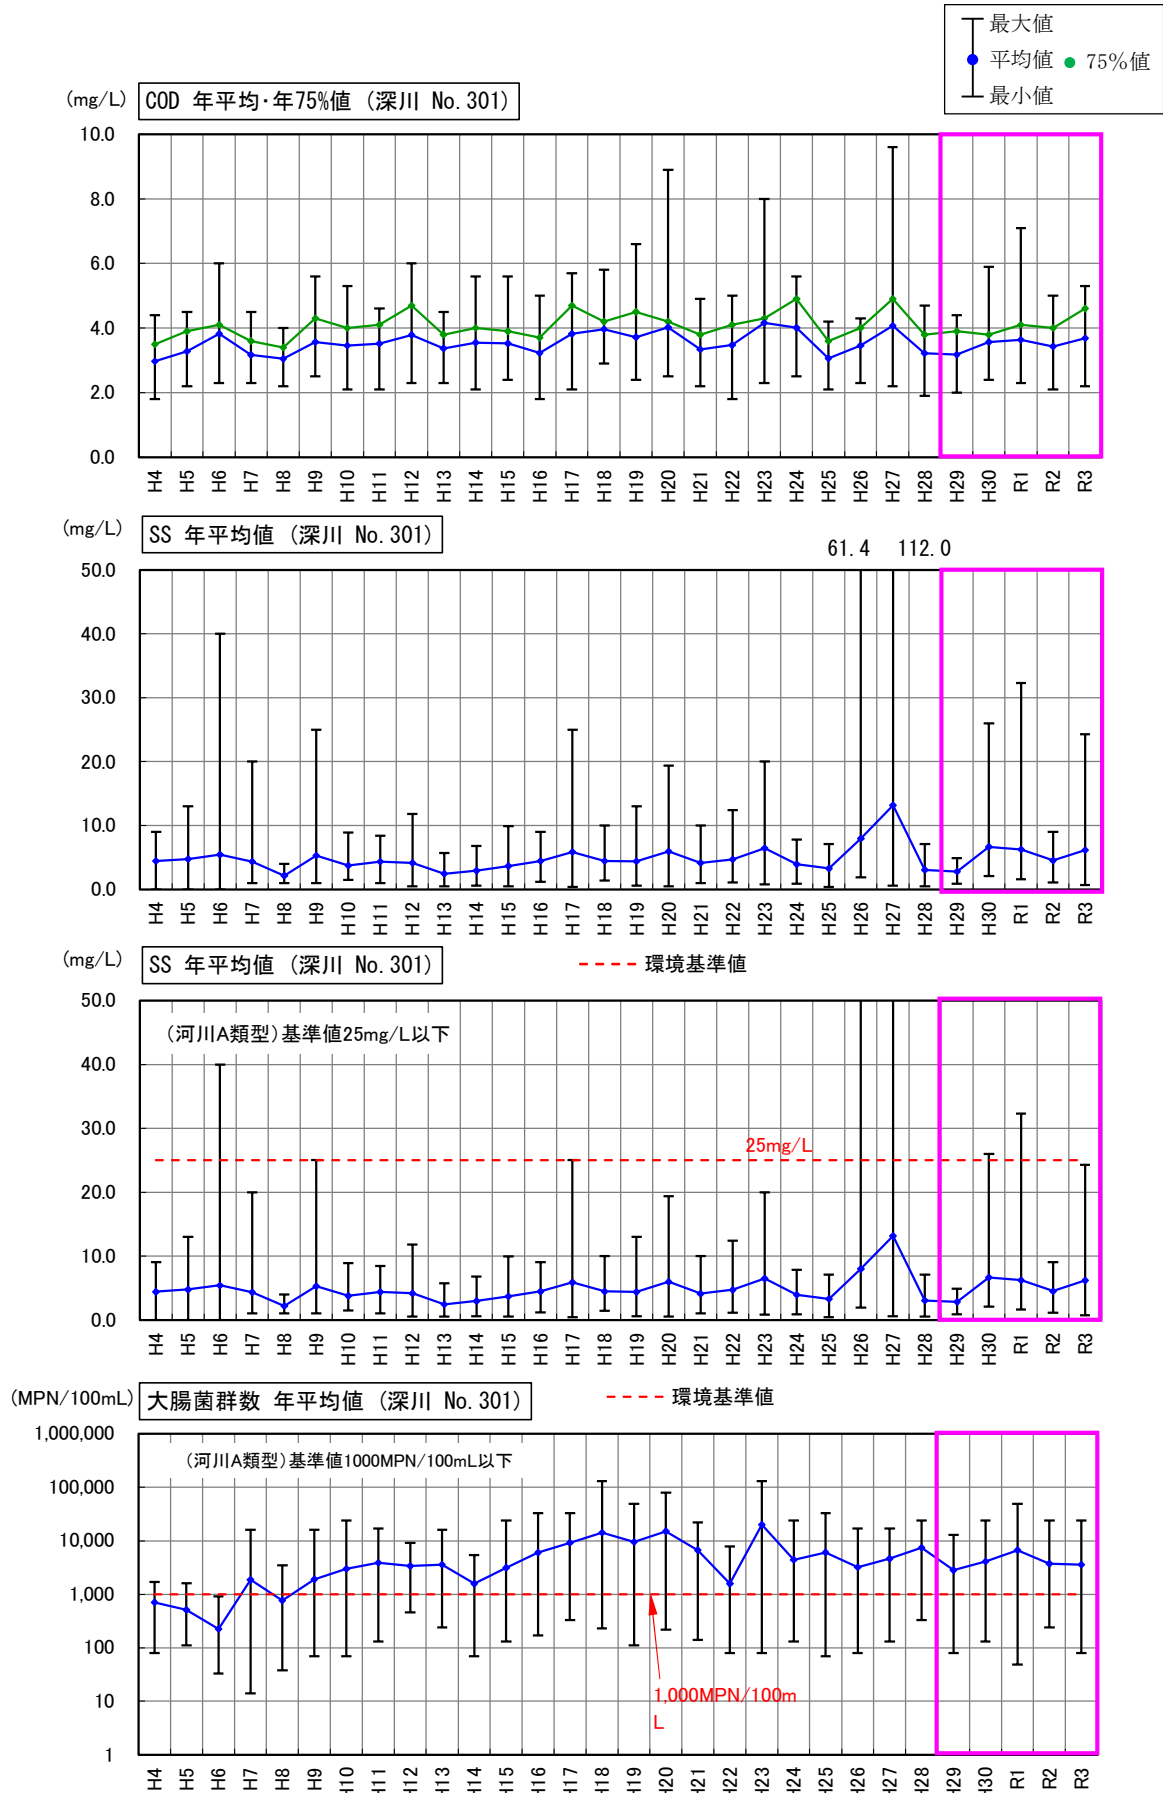 最大値
平均値 ● 75%値
最小値
(mg/L) COD 年平均・年75%値 (深川 No.301)
10.0
8.0
6.0
4.0
2.0
0.0
H4 H5 H6 H7 H8 H9 H10 H11 H12 H13 H14 H15 H16 H17 H18 H19 H20 H21 H22 H23 H24 H25 H26 H27 H28 H29 H30 R1 R2 R3
(mg/L) SS 年平均値 (深川 No.301)
61.4 112.0
50.0
40.0
30.0
20.0
10.0
0.0
H4 H5 H6 H7 H8 H9 H10 H11 H12 H13 H14 H15 H16 H17 H18 H19 H20 H21 H22 H23 H24 H25 H26 H27 H28 H29 H30 R1 R2 R3
(mg/L) SS 年平均値 (深川 No.301) 環境基準値
50.0
(河川A類型)基準値25mg/L以下
40.0
30.0
25mg/L
20.0
10.0
0.0
H4 H5 H6 H7 H8 H9 H10 H11 H12 H13 H14 H15 H16 H17 H18 H19 H20 H21 H22 H23 H24 H25 H26 H27 H28 H29 H30 R1 R2 R3
(MPN/100mL) 大腸菌群数 年平均値 (深川 No.301) 環境基準値
1,000,000
(河川A類型)基準値1000MPN/100mL以下
100,000
10,000
1,000
100
1,000MPN/100m
L
10
1
H4 H5 H6 H7 H8 H9 H10 H11 H12 H13 H14 H15 H16 H17 H18 H19 H20 H21 H22 H23 H24 H25 H26 H27 H28 H29 H30 R1 R2 R3